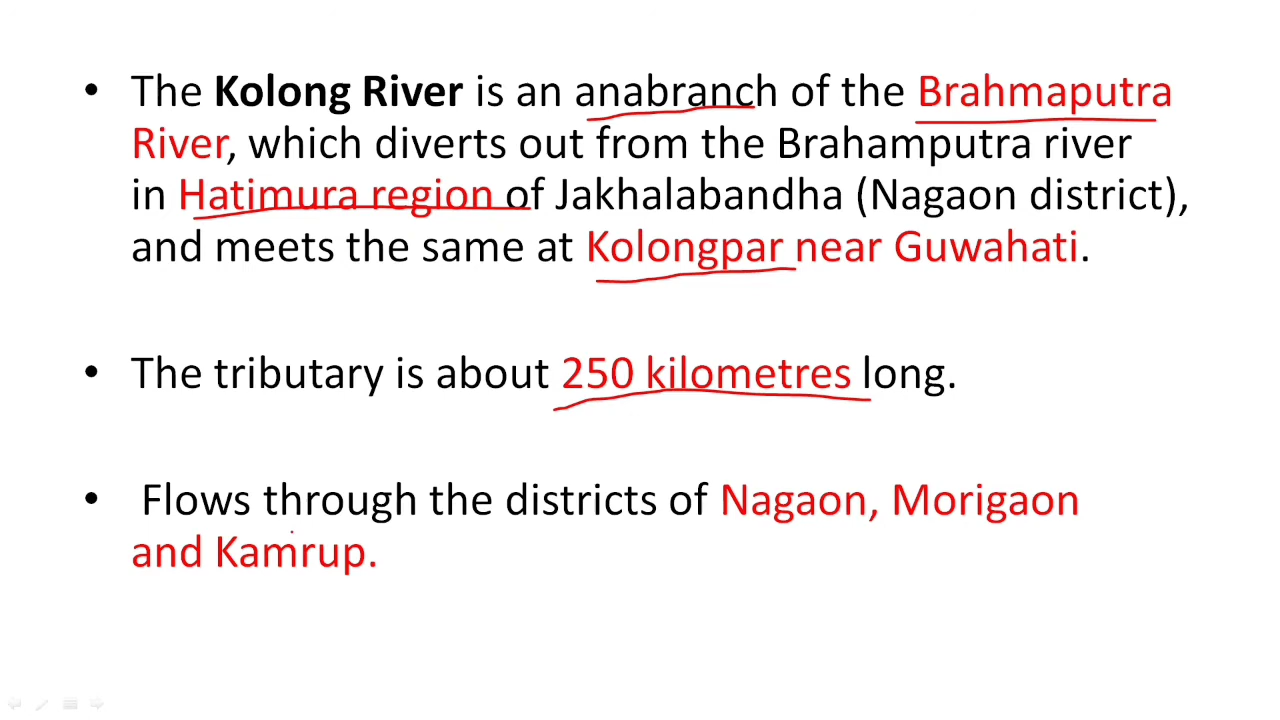 • The Kolong River is an anabranch of the Brahmaputra
River, which diverts out from the Brahamputra river
in Hatimura region of Jakhalabandha (Nagaon district),
and meets the same at Kolongpar near Guwahati.
• The tributary is about 250 kilometres long.
• Flows through the districts of Nagaon, Morigaon
and Kamrup.